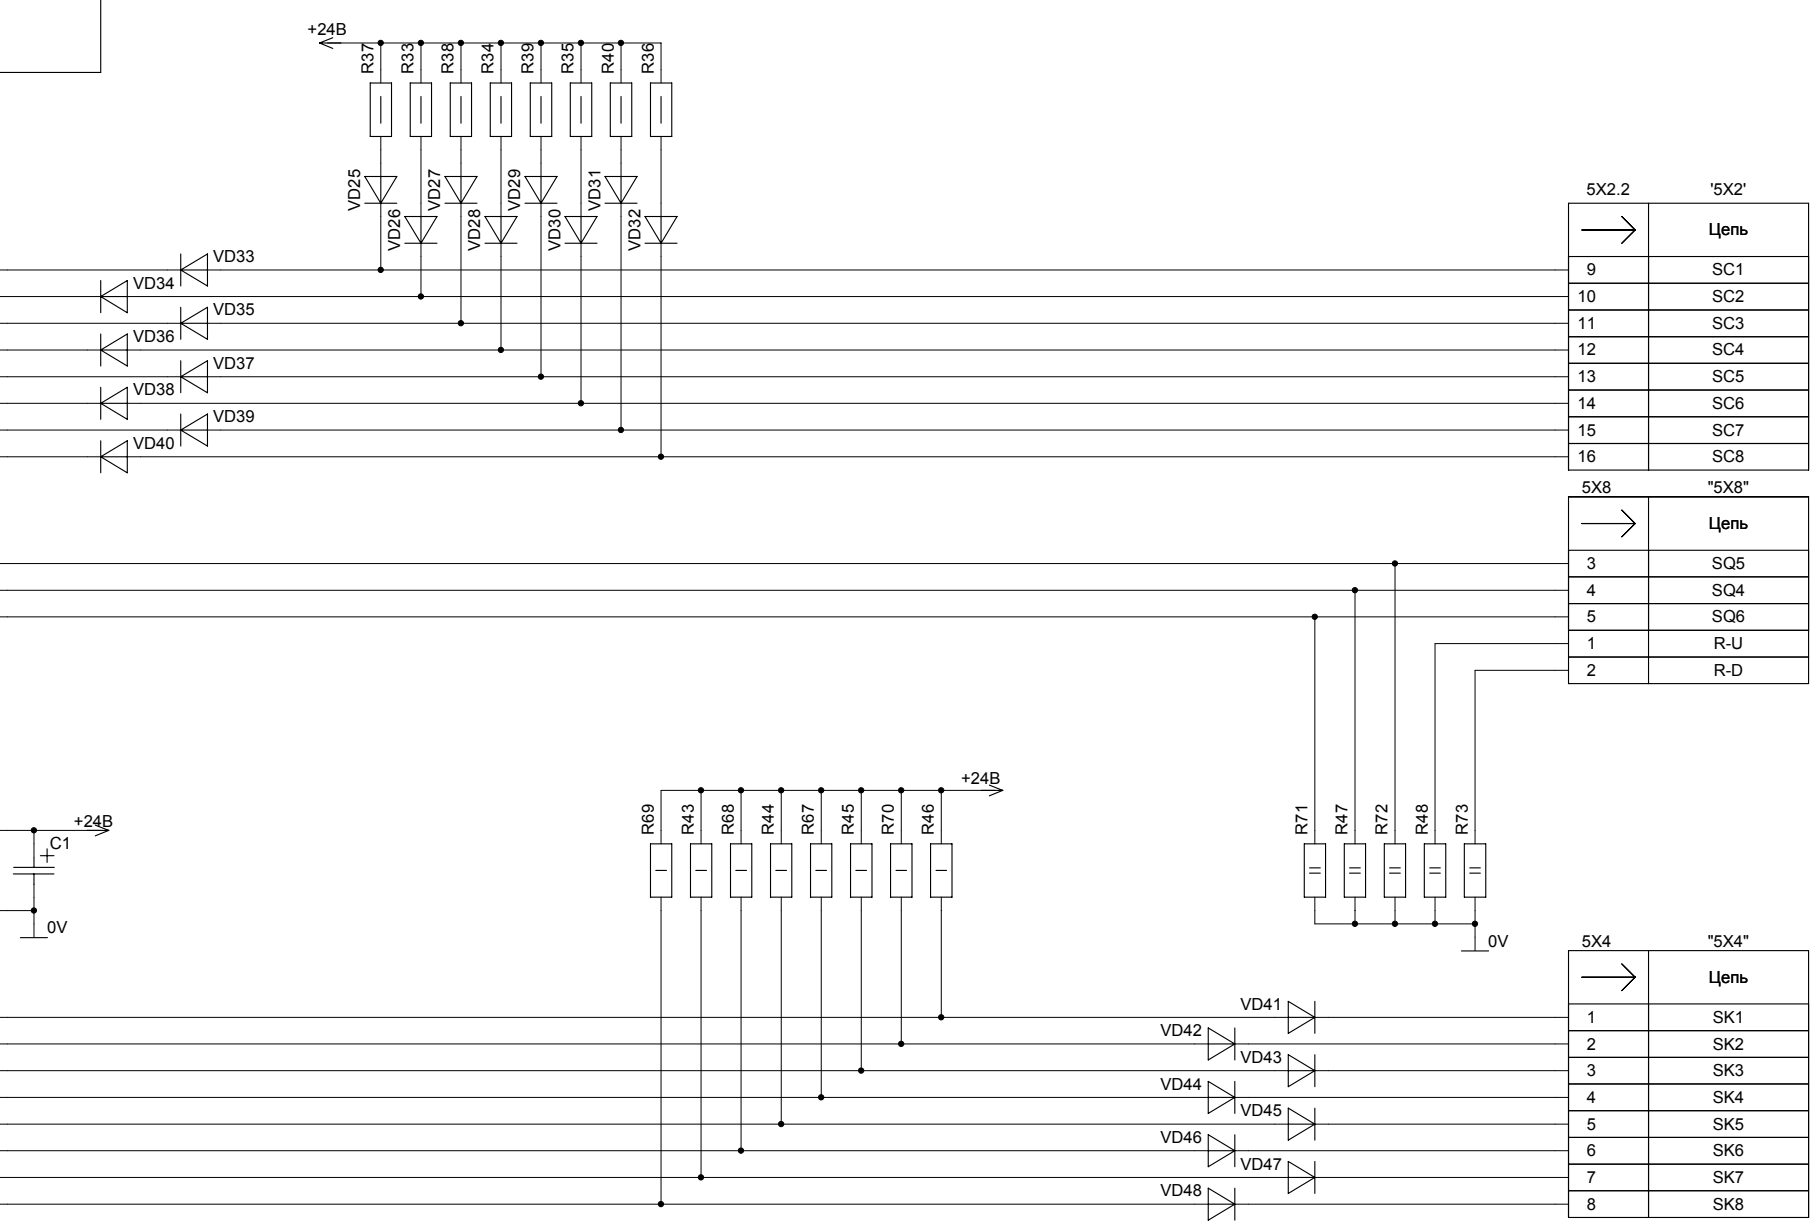 +24В
R37 R33 R38 R34 R39 R35 R40 R36
VD25 VD27 VD29 VD31
VD26 VD28 VD30 VD32
5X2.2 '5X2'
Цепь
VD33
9 SC1
VD34
10 SC2
VD35
11 SC3
VD36
12 SC4
VD37
13 SC5
VD38
14 SC6
VD39
15 SC7
VD40
16 SC8
5X8 "5X8"
Цепь
3 SQ5
4 SQ4
5 SQ6
1 R-U
2 R-D
+24В
R69 R43 R68 R44 R67 R45 R70 R46
R71 R47 R72 R48 R73
+24В
C1
+
0V
0V
5X4 "5X4"
Цепь
VD41
1 SK1
VD42
2 SK2
VD43
3 SK3
VD44
4 SK4
VD45
5 SK5
VD46
6 SK6
VD47
7 SK7
VD48
8 SK8